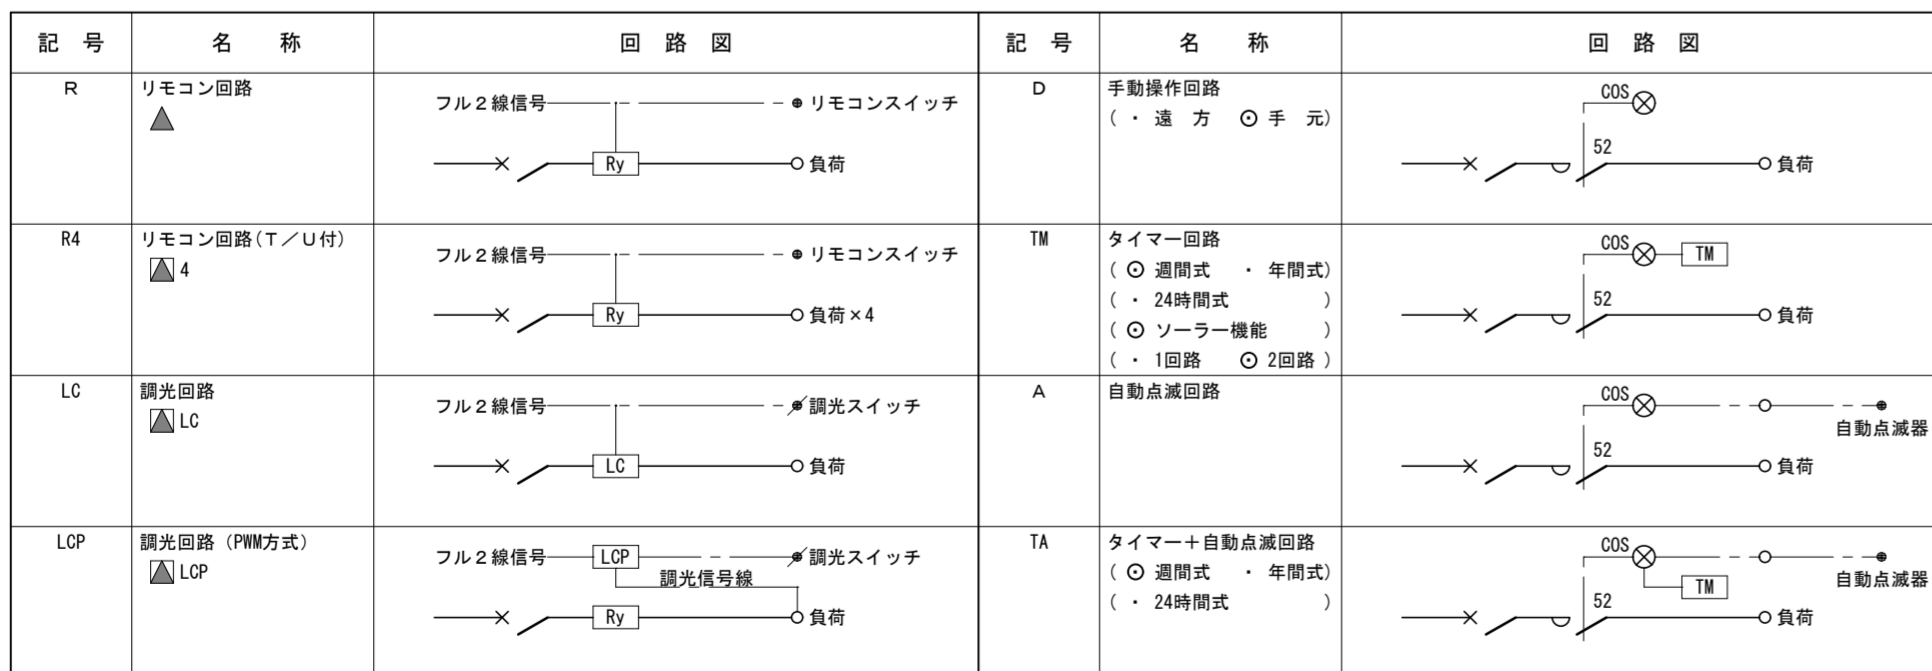 記 号 名 称 回 路 図 記 号 名 称 回 路 図
R リモコン回路
フル2線信号 リモコンスイッチ
Ry 負荷
D 手動操作回路
( ・ 遠 方 ⊙ 手 元)
COS
52
負荷
R4 リモコン回路(T/U付)
4
フル2線信号 リモコンスイッチ
Ry 負荷×4
TM タイマー回路
( ⊙ 週間式 ・ 年間式)
( ・ 24時間式 )
( ⊙ ソーラー機能 )
( ・ 1回路 ⊙ 2回路 )
COS TM
52
負荷
LC 調光回路
LC
フル2線信号 調光スイッチ
LC 負荷
A 自動点滅回路
COS
自動点滅器
52
負荷
LCP 調光回路(PWM方式)
LCP
フル2線信号 LCP 調光スイッチ
調光信号線
Ry 負荷
TA タイマー+自動点滅回路
( ⊙ 週間式 ・ 年間式)
( ・ 24時間式 )
COS
自動点滅器
TM
52
負荷